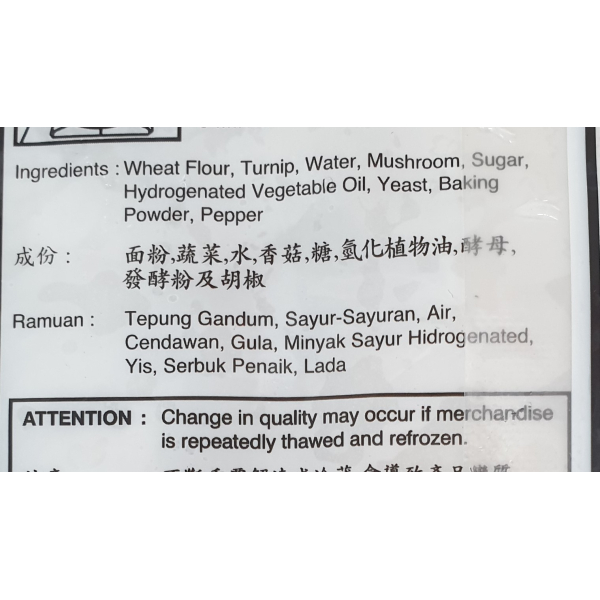 Ingredients : Wheat Flour, Turnip, Water, Mushroom, Sugar,
Hydrogenated Vegetable Oil, Yeast, Baking
Powder, Pepper
成份 : 面粉,蔬菜,水,香菇,糖,氫化植物油,酵母,
發酵粉及胡椒
Ramuan : Tepung Gandum, Sayur-Sayuran, Air,
Cendawan, Gula, Minyak Sayur Hidrogenated,
Yis, Serbuk Penaik, Lada
ATTENTION : Change in quality may occur if merchandise
is repeatedly thawed and refrozen.